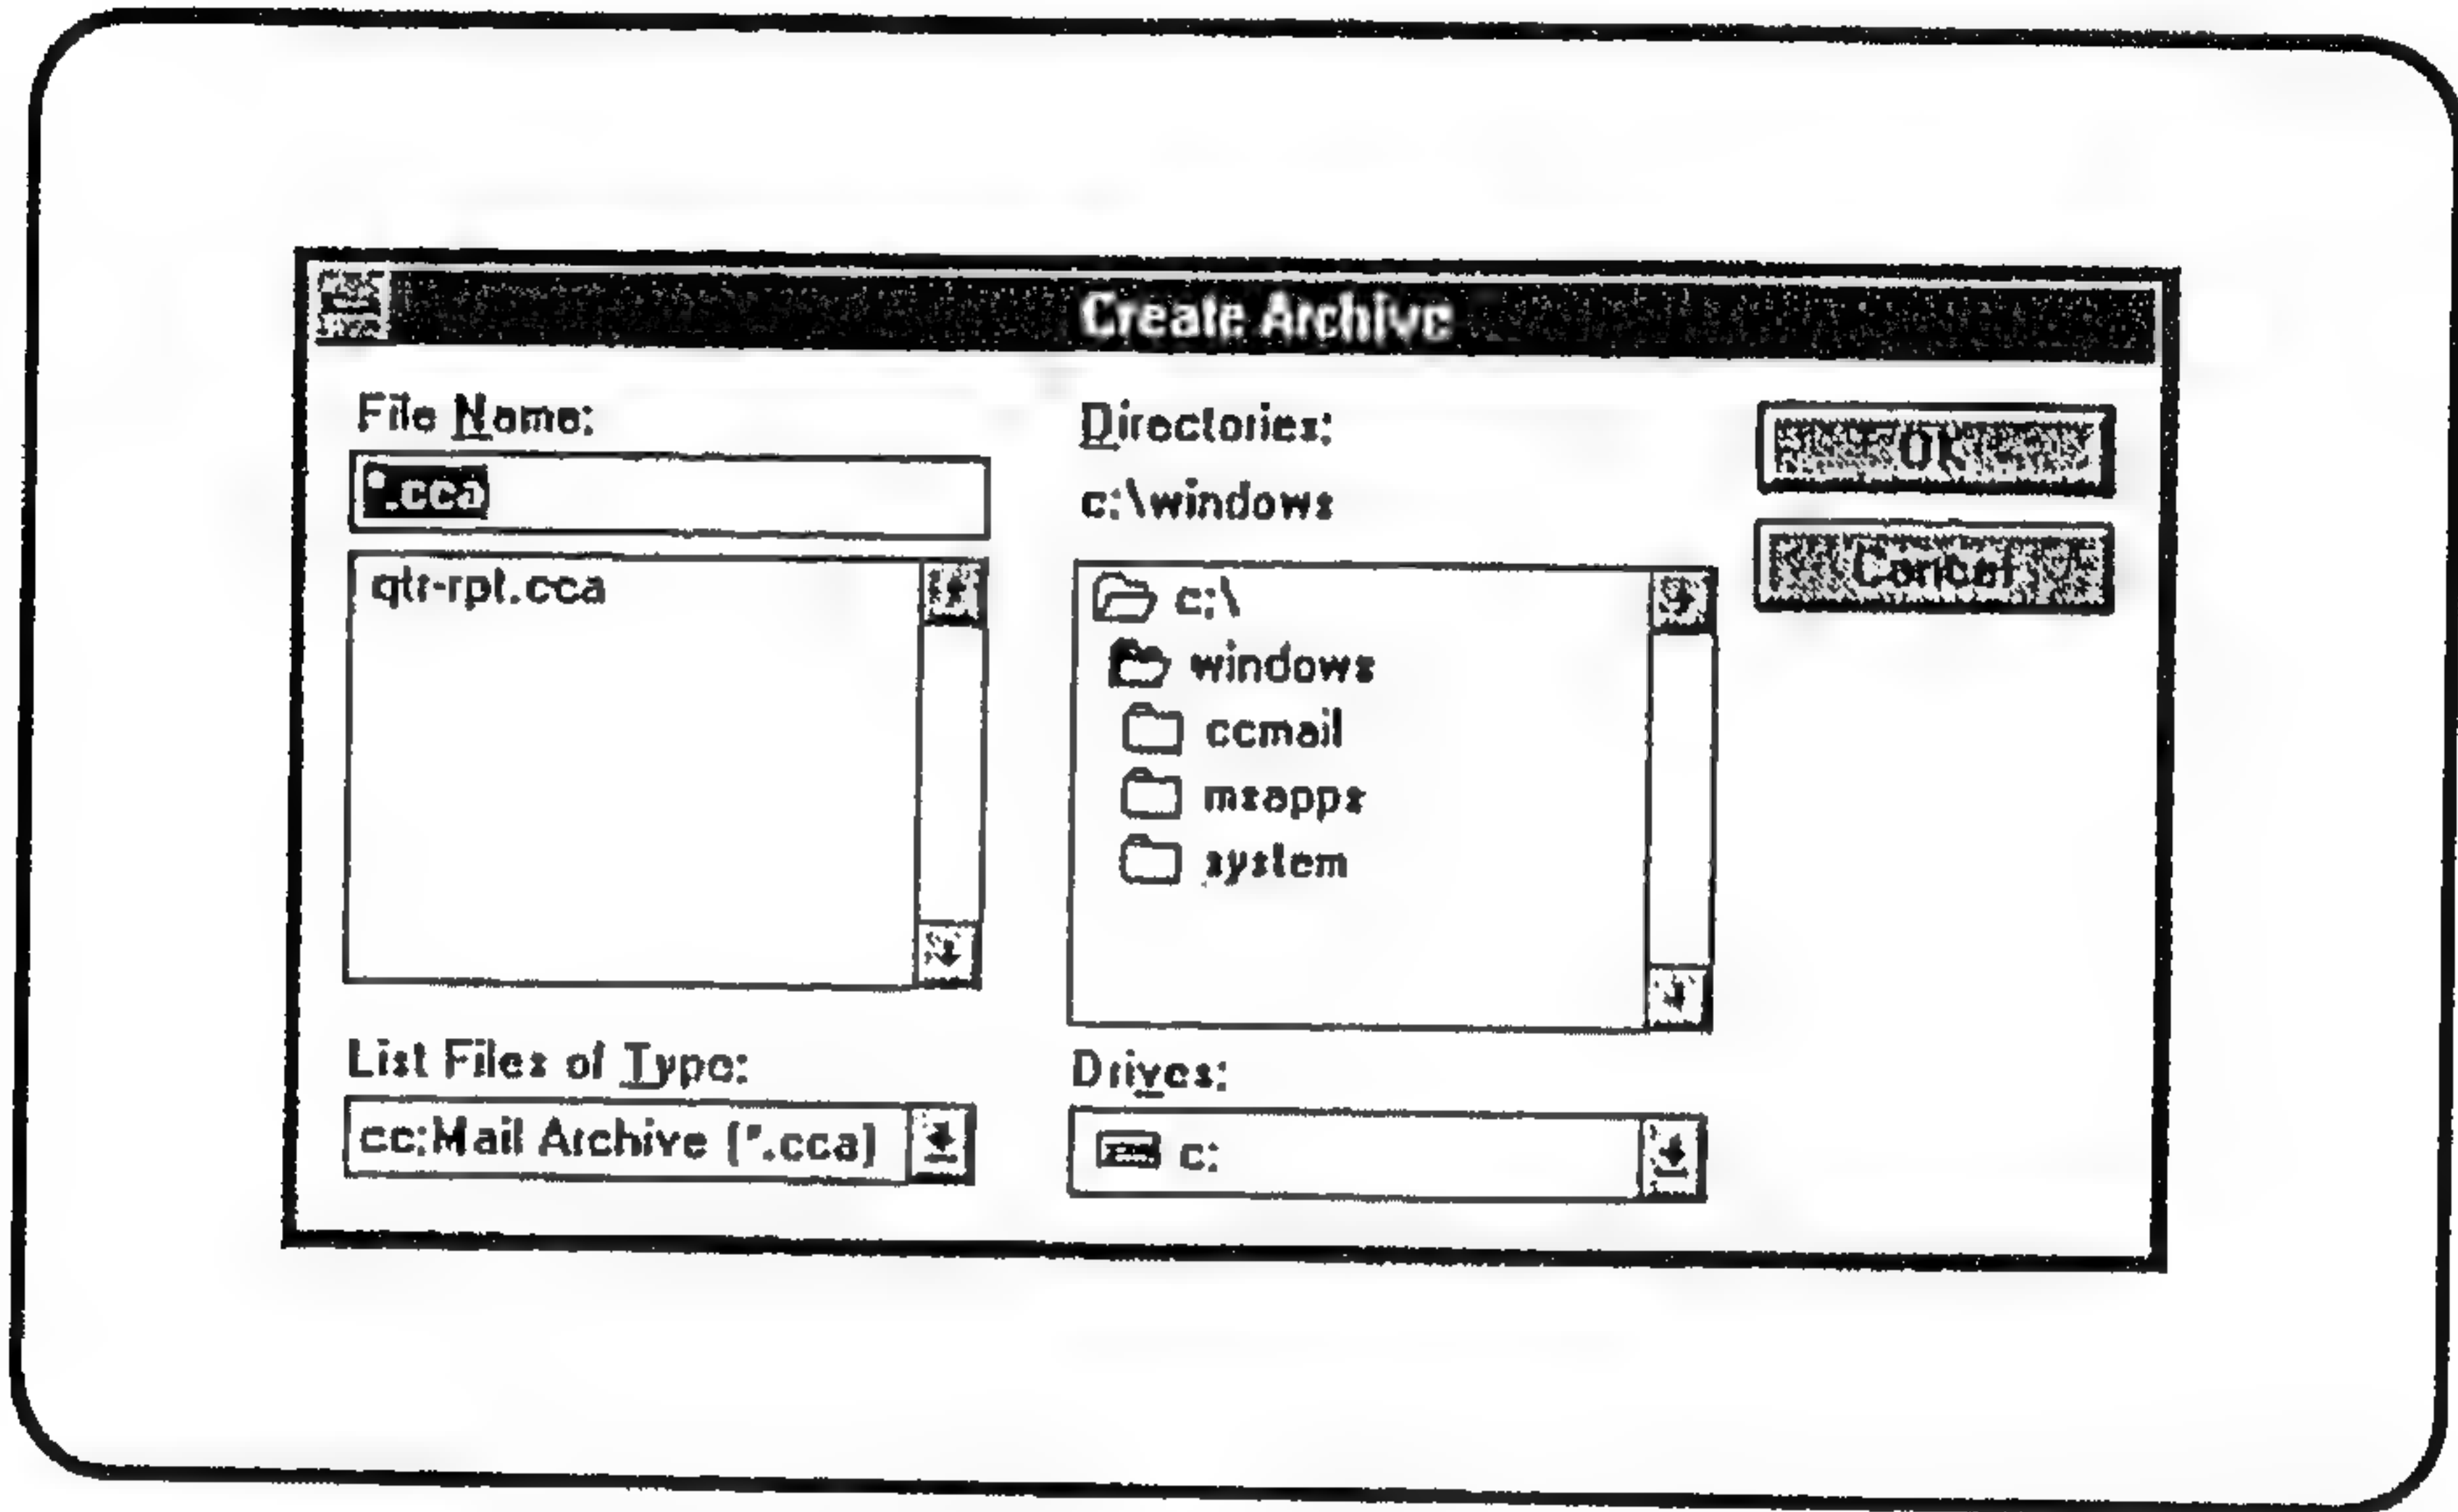 Create Archive
File Name:
*.cca
qtr-rpt.cca
List Files of Type:
cc:Mail Archive (*.cca)
Directories:
c:\windows
c:\
windows
ccmail
msapps
system
Drives:
c:
OK
Cancel